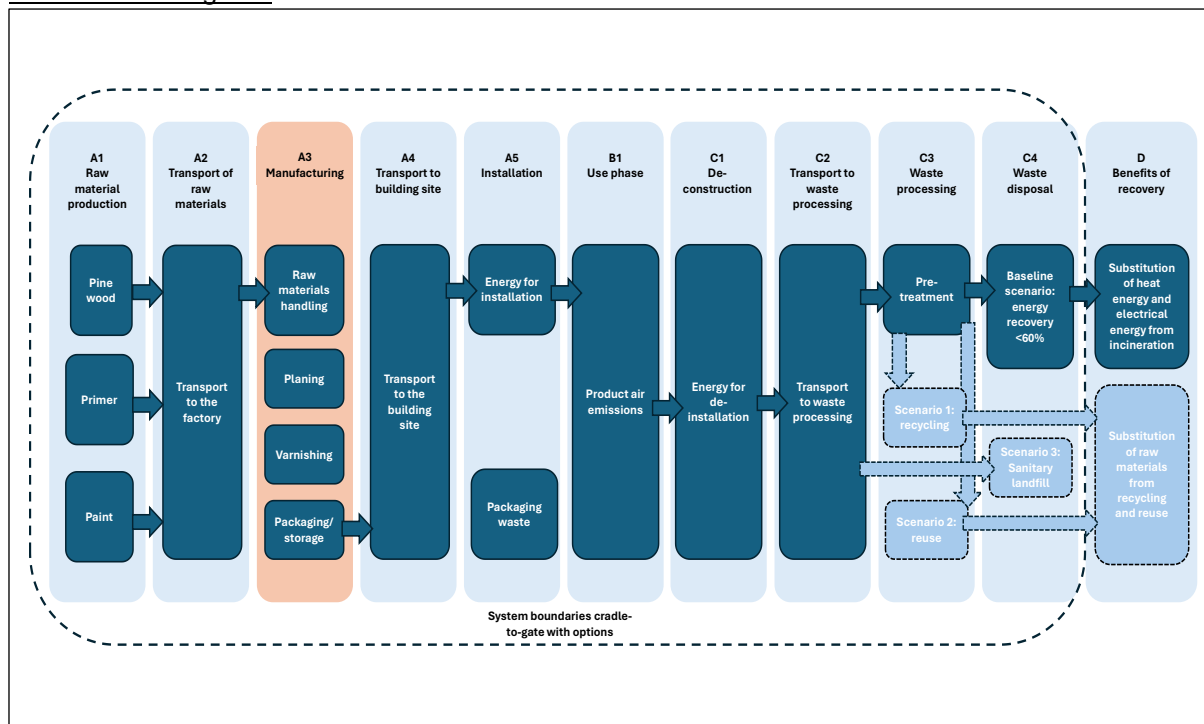 A1
Raw
material
production
A2
Transport of
raw
materials
A3
Manufacturing
A4
Transport to
building site
A5
Installation
B1
Use phase
C1
De-
construction
C2
Transport to
waste
processing
C3
Waste
processing
C4
Waste
disposal
D
Benefits of
recovery
Pine
wood
Primer
Paint
Transport
to the
factory
Raw
materials
handling
Planing
Varnishing
Packaging/
storage
Transport
to the
building
site
Energy for
installation
Packaging
waste
Product air
emissions
Energy for
de-
installation
Transport
to waste
processing
Pre-
treatment
Scenario 1:
recycling
Scenario 2:
reuse
Baseline
scenario:
energy
recovery
<60%
Scenario 3:
Sanitary
landfill
Substitution
of heat
energy and
electrical
energy from
incineration
Substitution
of raw
materials
from
recycling
and reuse
System boundaries cradle-
to-gate with options